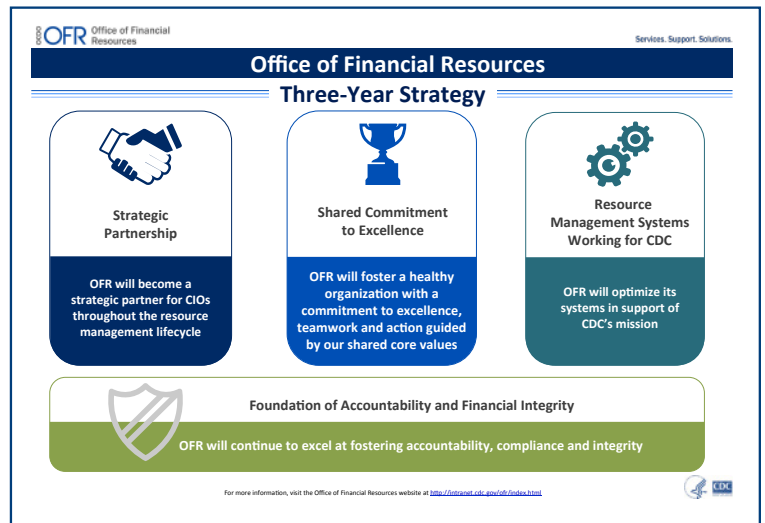 OCOO
OFR Office of Financial
Resources
Services. Support. Solutions.
Office of Financial Resources
Three-Year Strategy
Strategic
Partnership
OFR will become a
strategic partner for CIOs
throughout the resource
management lifecycle
Shared Commitment
to Excellence
OFR will foster a healthy
organization with a
commitment to excellence,
teamwork and action guided
by our shared core values
Resource
Management Systems
Working for CDC
OFR will optimize its
systems in support of
CDC's mission
Foundation of Accountability and Financial Integrity
OFR will continue to excel at fostering accountability, compliance and integrity
For more information, visit the Office of Financial Resources website at http://intranet.cdc.gov/ofr/index.html
CDC